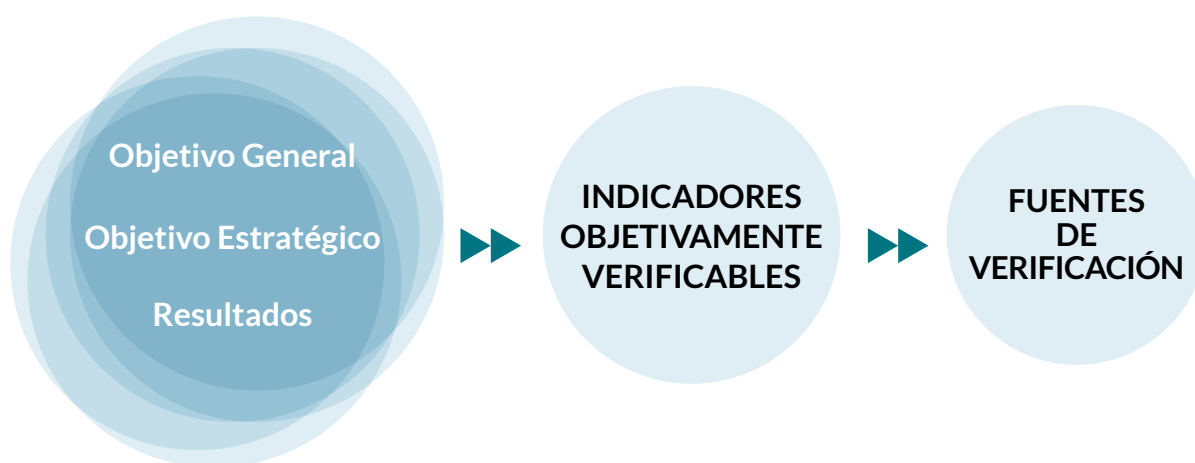 Objetivo General
Objetivo Estratégico
Resultados
INDICADORES
OBJETIVAMENTE
VERIFICABLES
FUENTES
DE
VERIFICACIÓN